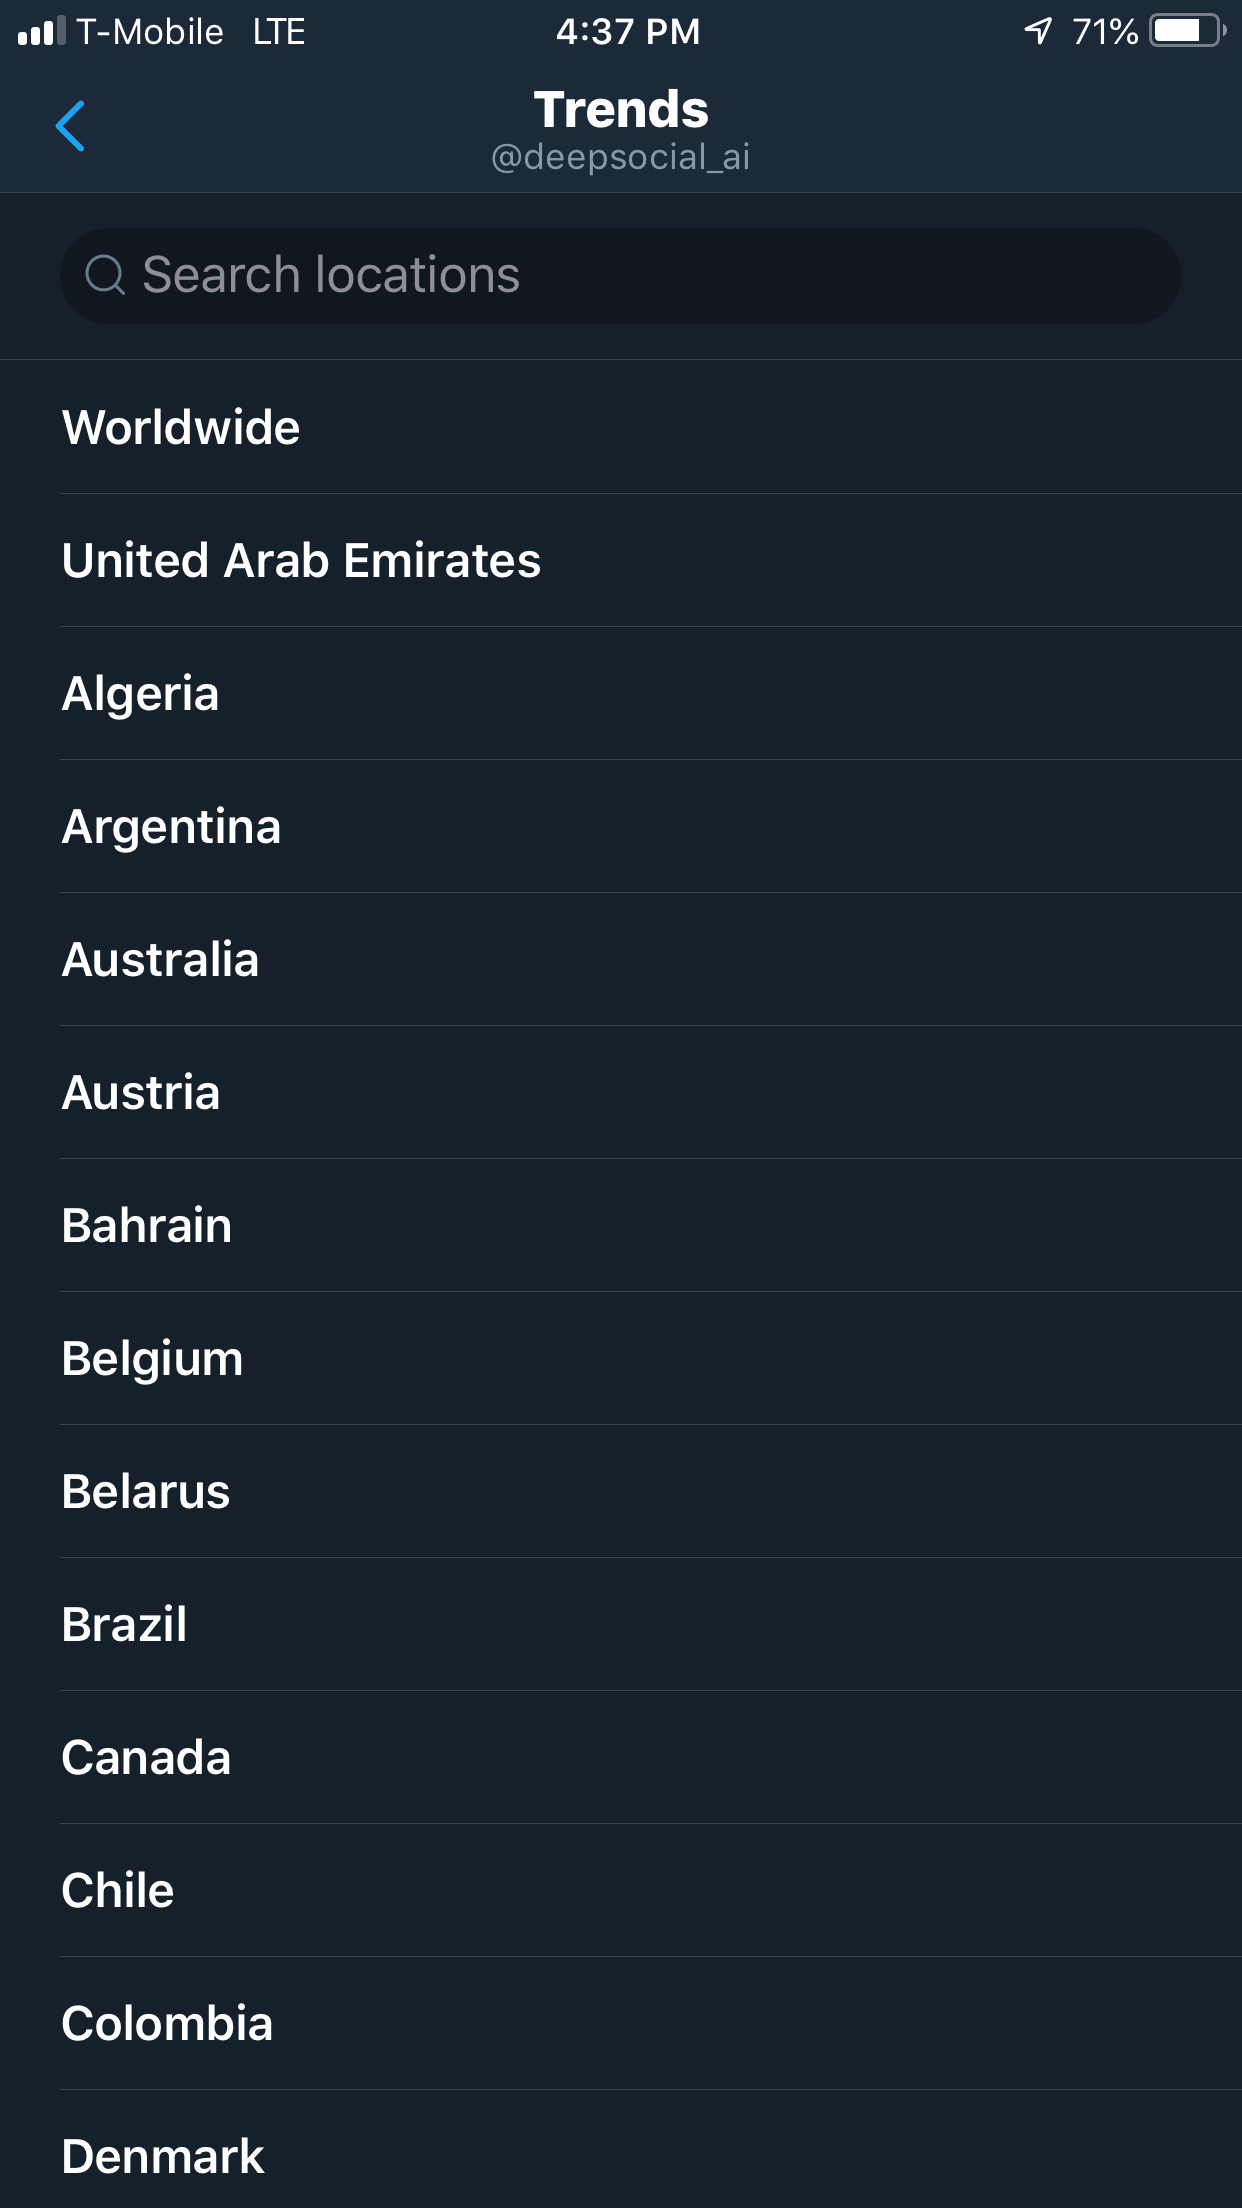 T-Mobile LTE 4:37 PM 71%
Trends
@deepsocial_ai
Search locations
Worldwide
United Arab Emirates
Algeria
Argentina
Australia
Austria
Bahrain
Belgium
Belarus
Brazil
Canada
Chile
Colombia
Denmark